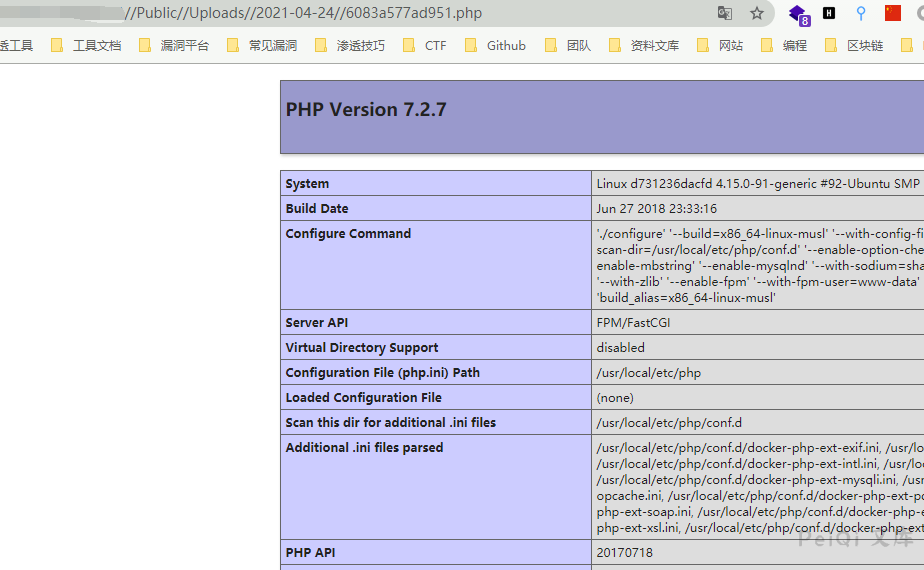 //Public//Uploads//2021-04-24//6083a577ad951.php
8
H
透工具 工具文档 漏洞平台 常见漏洞 渗透技巧 CTF Github 团队 资料文库 网站 编程 区块链
PHP Version 7.2.7
System Linux d731236dacfd 4.15.0-91-generic #92-Ubuntu SMP
Build Date Jun 27 2018 23:33:16
Configure Command './configure' '--build=x86_64-linux-musl' '--with-config-fi
scan-dir=/usr/local/etc/php/conf.d' '--enable-option-che
enable-mbstring' '--enable-mysqlnd' '--with-sodium=sha
'--with-zlib' '--enable-fpm' '--with-fpm-user=www-data'
'build_alias=x86_64-linux-musl'
Server API FPM/FastCGI
Virtual Directory Support disabled
Configuration File (php.ini) Path /usr/local/etc/php
Loaded Configuration File (none)
Scan this dir for additional .ini files /usr/local/etc/php/conf.d
Additional .ini files parsed /usr/local/etc/php/conf.d/docker-php-ext-exif.ini, /usr/lo
/usr/local/etc/php/conf.d/docker-php-ext-intl.ini, /usr/loc
/usr/local/etc/php/conf.d/docker-php-ext-mysqli.ini, /usr
opcache.ini, /usr/local/etc/php/conf.d/docker-php-ext-po
php-ext-soap.ini, /usr/local/etc/php/conf.d/docker-php-e
php-ext-xsl.ini, /usr/local/etc/php/conf.d/docker-php-ext
PHP API 20170718
PeiQi 文库